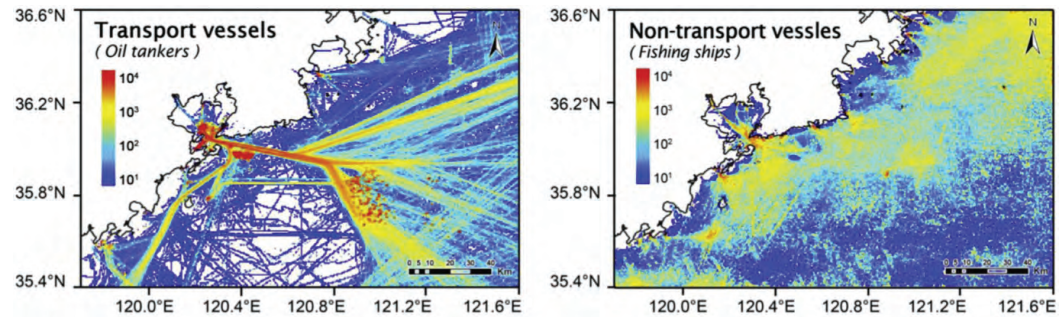 36.6°N
36.2°N
35.8°N
35.4°N
Transport vessels
( Oil tankers )
10⁴
10³
10²
10¹
N
0 5 10 20 30 40
Km
120.0°E 120.4°E 120.8°E 121.2°E 121.6°E
36.6°N
36.2°N
35.8°N
35.4°N
Non-transport vessles
(Fishing ships)
10⁴
10³
10²
10¹
N
0 5 10 20 30 40
Km
120.0°E 120.4°E 120.8°E 121.2°E 121.6°E